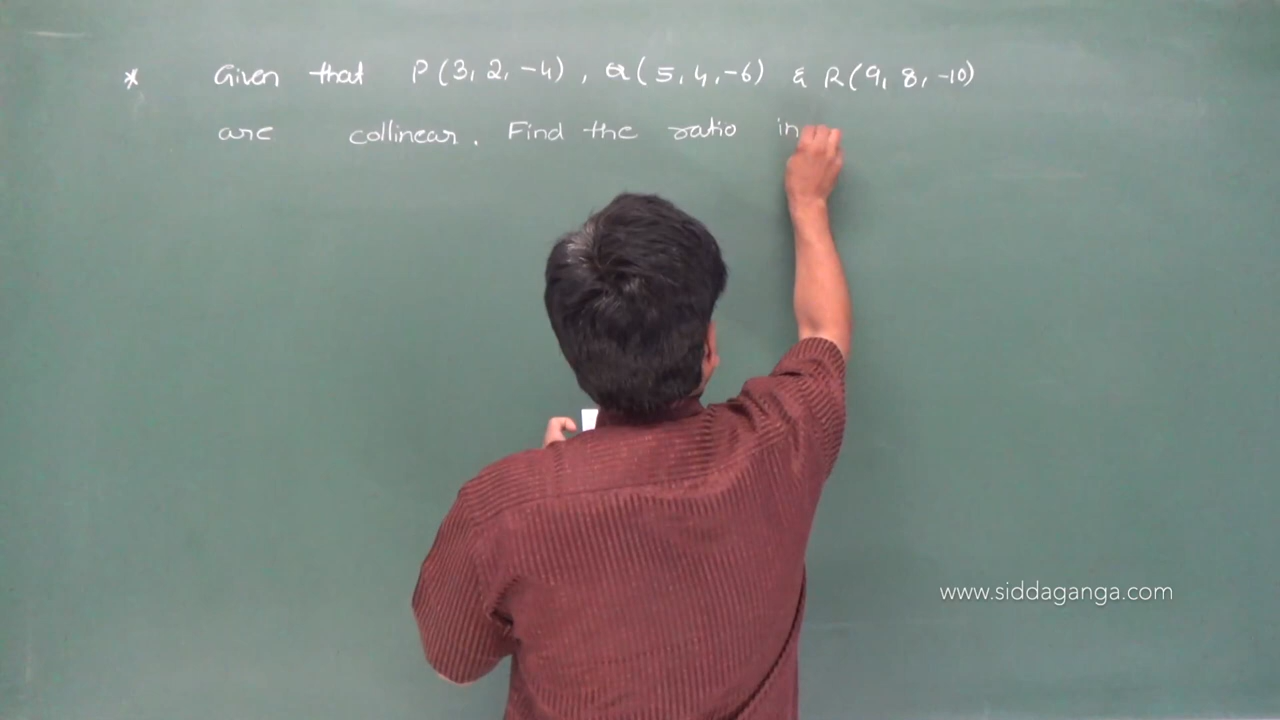 * Given that P(3, 2, -4), Q(5, 4, -6) & R(9, 8, -10)
are collinear. Find the ratio in
www.siddaganga.com